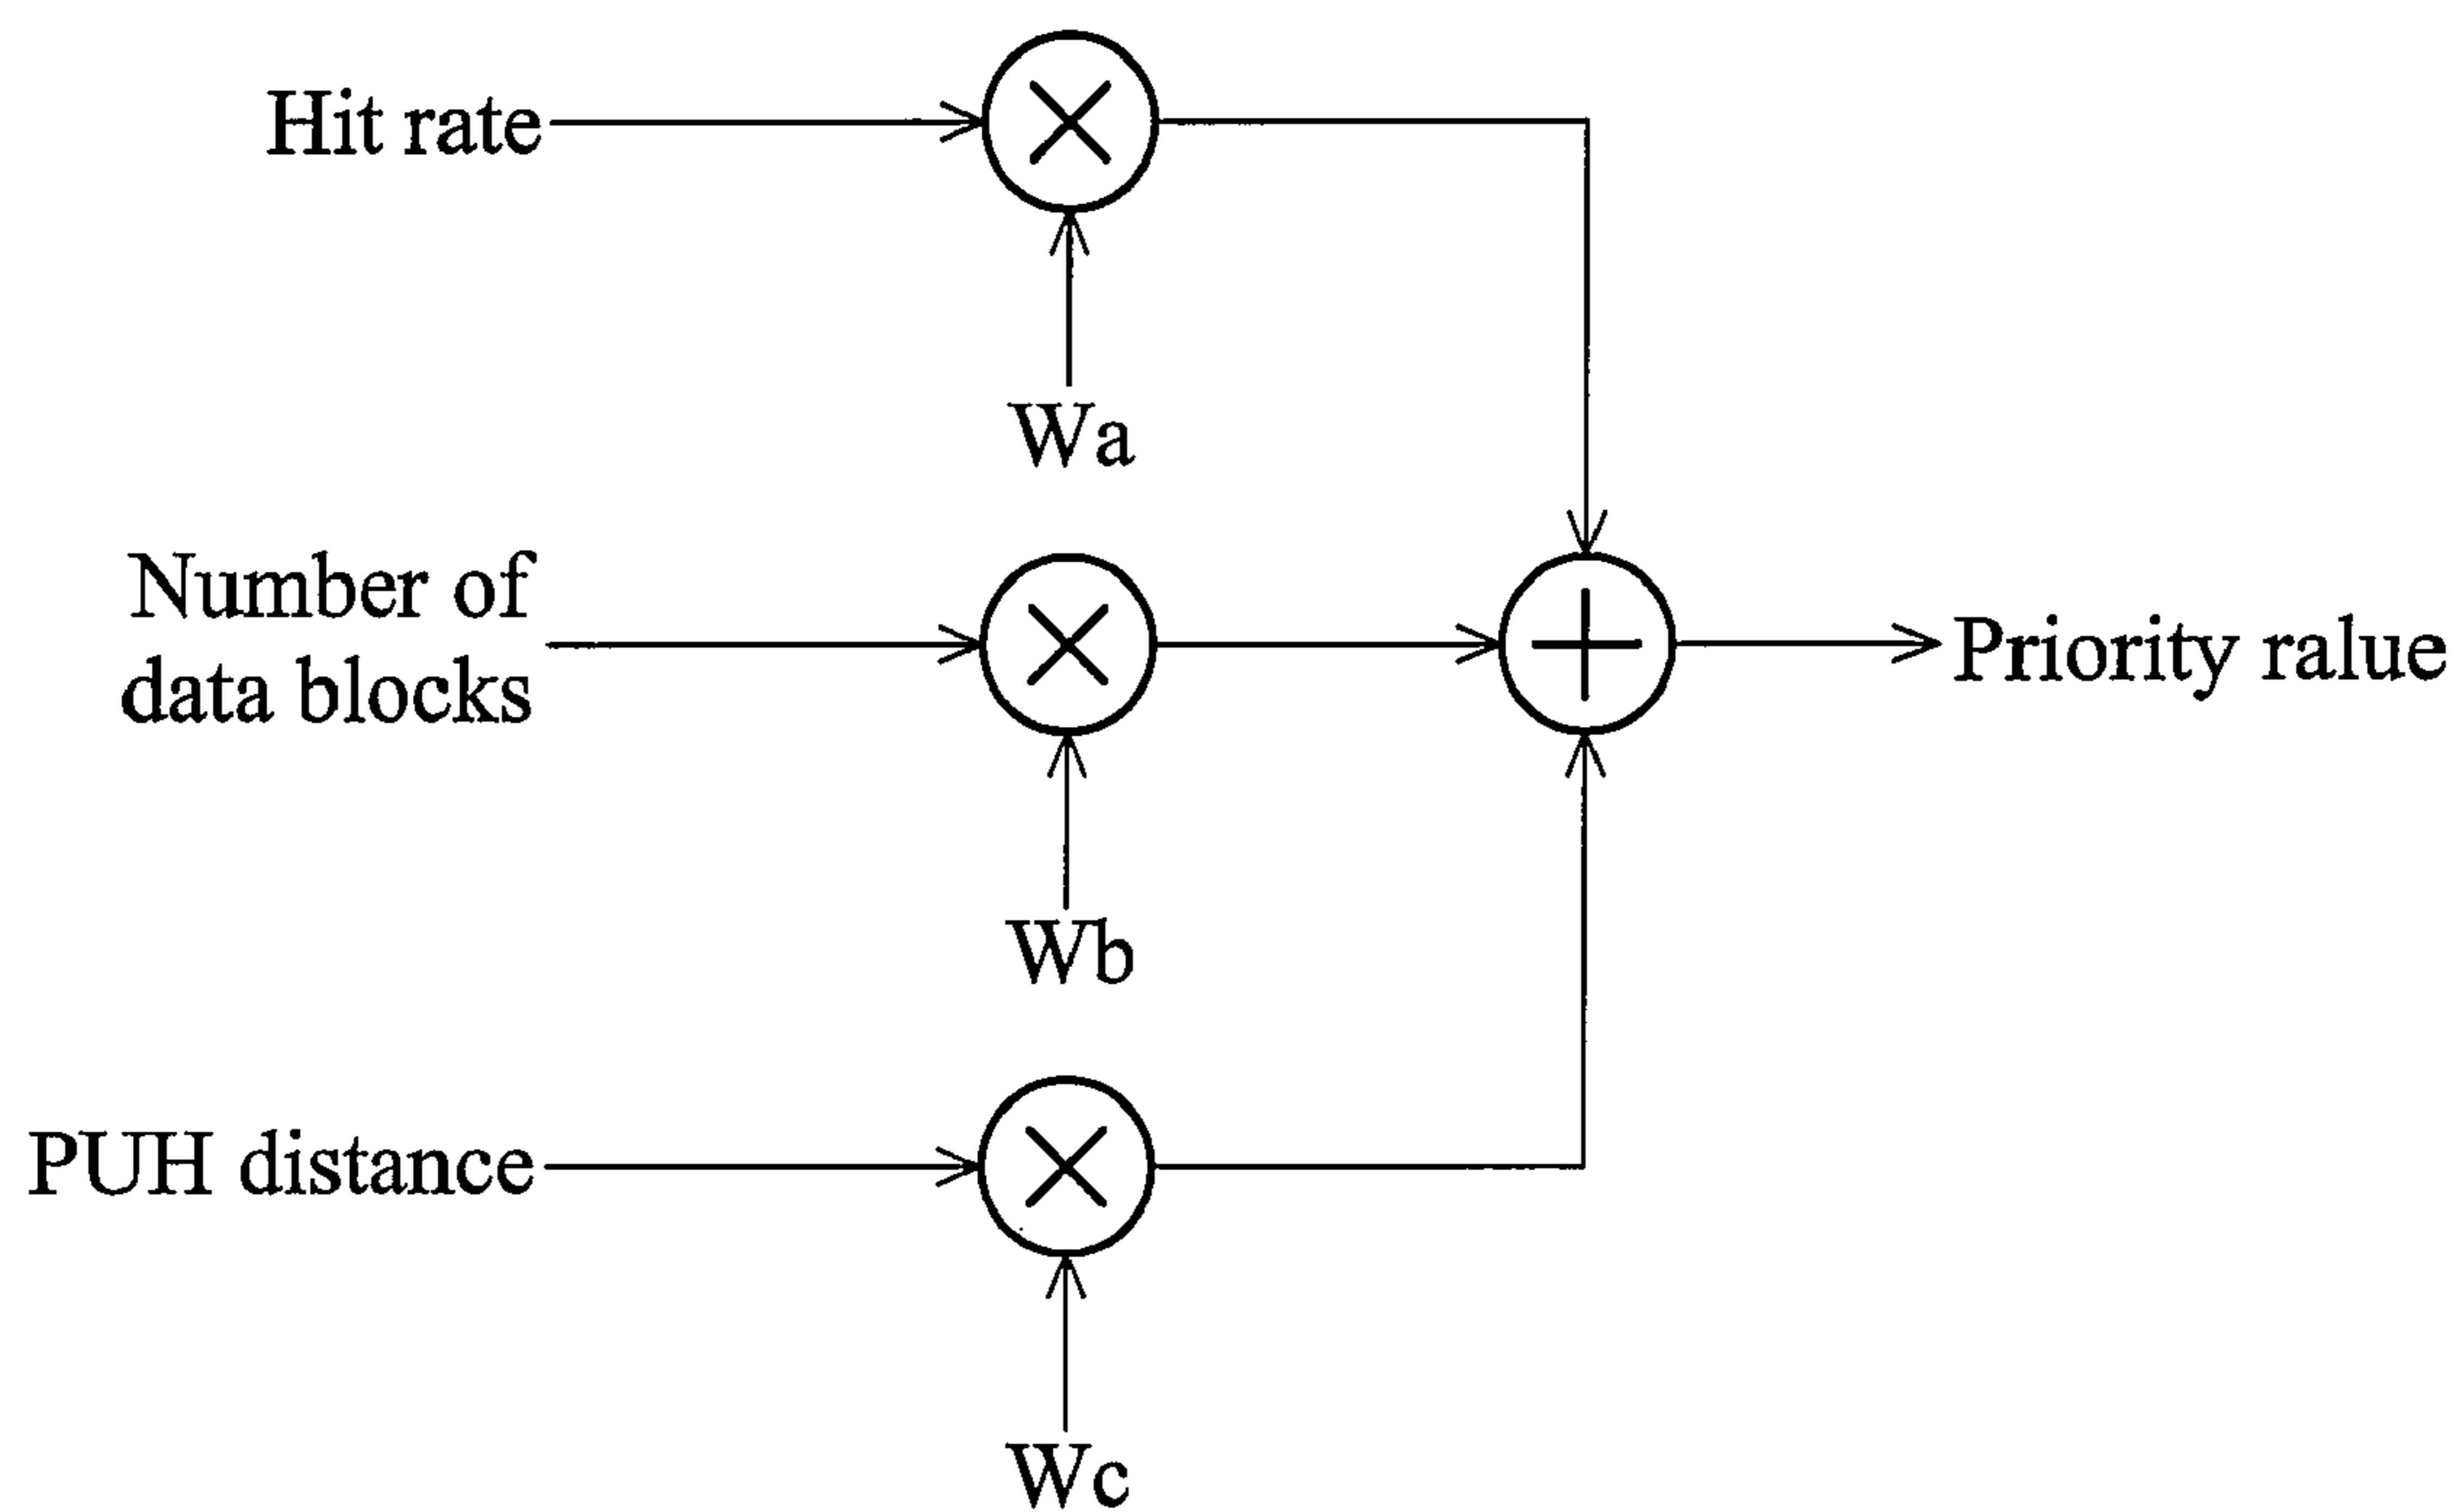 Hit rate
Wa
Number of
data blocks
Priority ralue
Wb
PUH distance
Wc